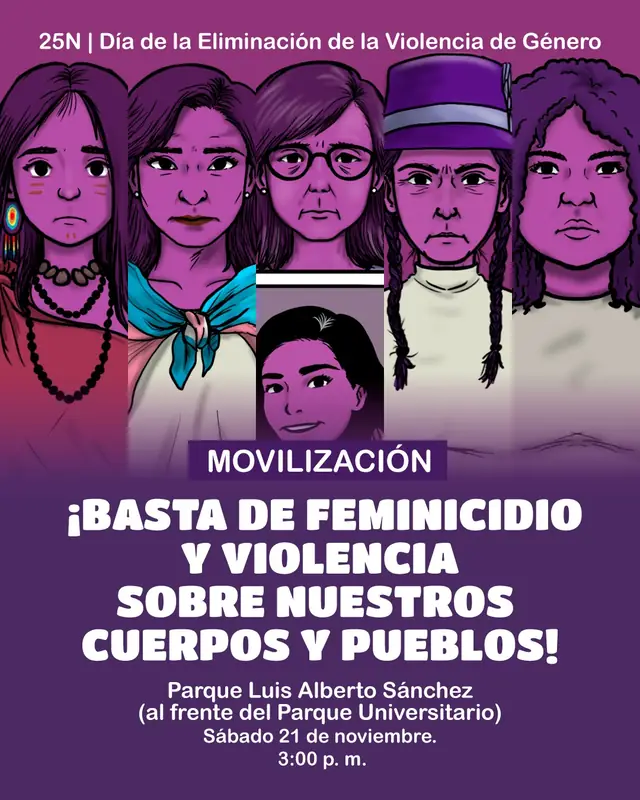 25N | Día de la Eliminación de la Violencia de Género
MOVILIZACIÓN
¡BASTA DE FEMINICIDIO
Y VIOLENCIA
SOBRE NUESTROS
CUERPOS Y PUEBLOS!
Parque Luis Alberto Sánchez
(al frente del Parque Universitario)
Sábado 21 de noviembre.
3:00 p. m.